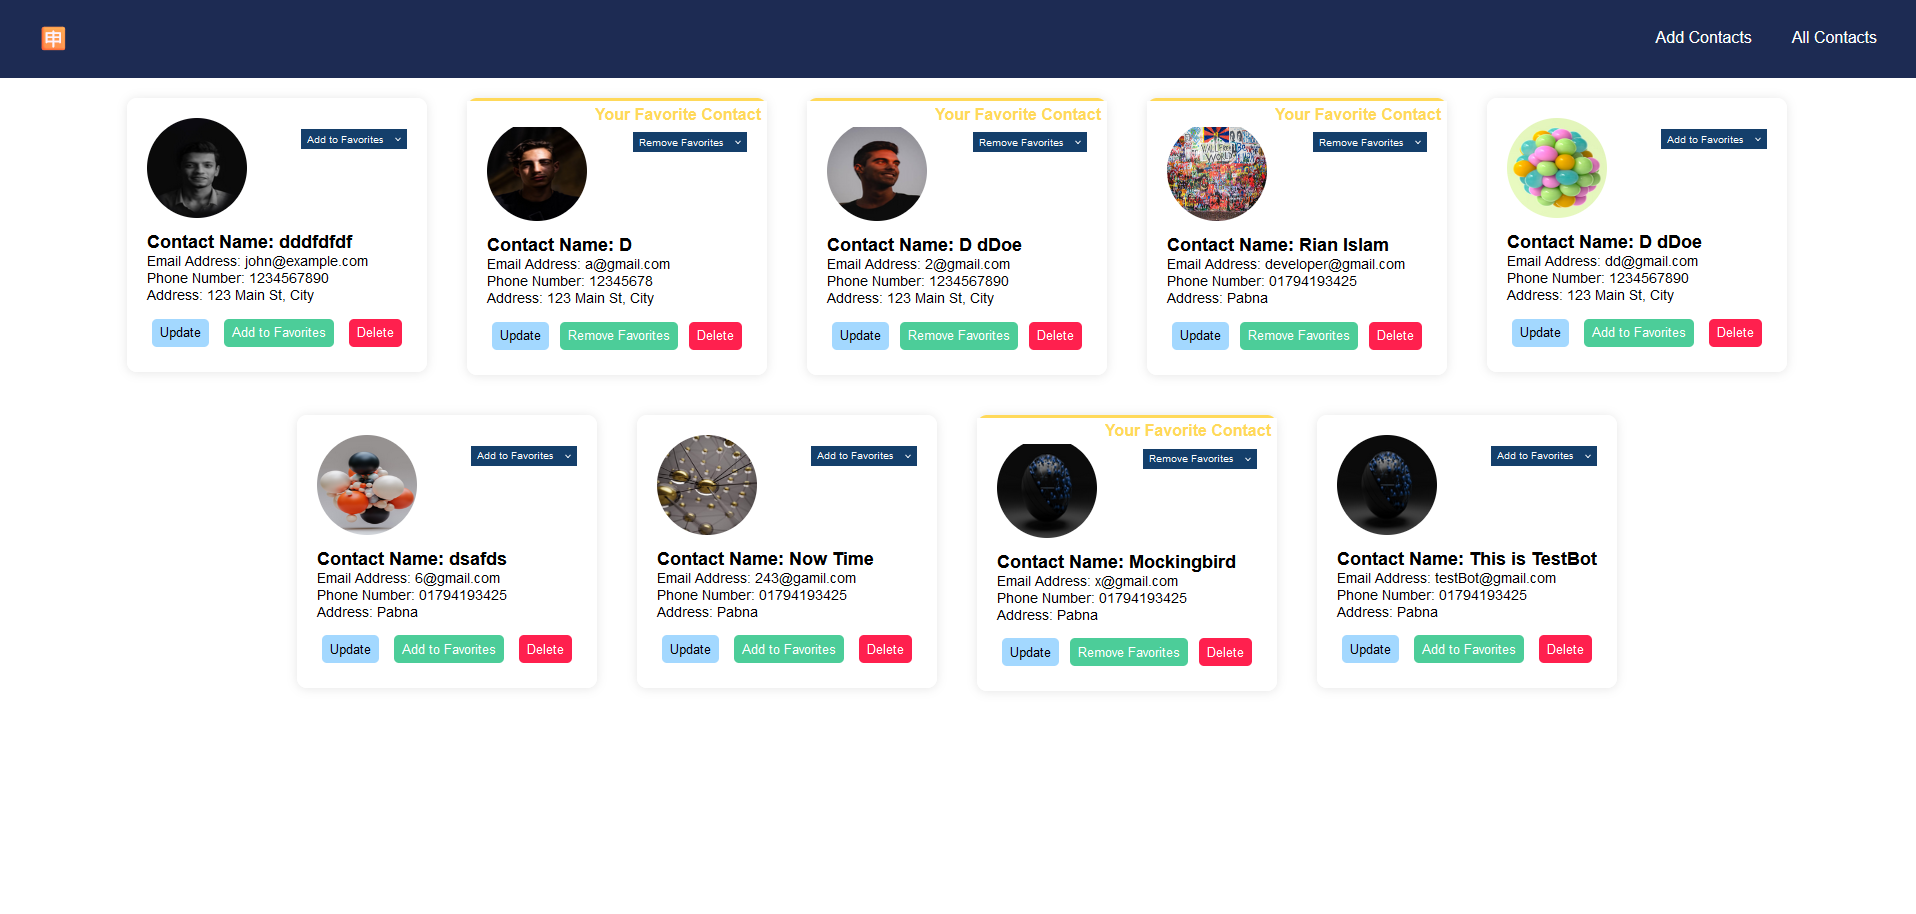 申
Add Contacts
All Contacts
Add to Favorites
Contact Name: dddfdfdf
Email Address: john@example.com
Phone Number: 1234567890
Address: 123 Main St, City
Update
Add to Favorites
Delete
Your Favorite Contact
Remove Favorites
Contact Name: D
Email Address: a@gmail.com
Phone Number: 12345678
Address: 123 Main St, City
Update
Remove Favorites
Delete
Your Favorite Contact
Remove Favorites
Contact Name: D dDoe
Email Address: 2@gmail.com
Phone Number: 1234567890
Address: 123 Main St, City
Update
Remove Favorites
Delete
Your Favorite Contact
Remove Favorites
WALL
WORLD
Contact Name: Rian Islam
Email Address: developer@gmail.com
Phone Number: 01794193425
Address: Pabna
Update
Remove Favorites
Delete
Add to Favorites
Contact Name: D dDoe
Email Address: dd@gmail.com
Phone Number: 1234567890
Address: 123 Main St, City
Update
Add to Favorites
Delete
Add to Favorites
Contact Name: dsafds
Email Address: 6@gmail.com
Phone Number: 01794193425
Address: Pabna
Update
Add to Favorites
Delete
Add to Favorites
Contact Name: Now Time
Email Address: 243@gamil.com
Phone Number: 01794193425
Address: Pabna
Update
Add to Favorites
Delete
Your Favorite Contact
Remove Favorites
Contact Name: Mockingbird
Email Address: x@gmail.com
Phone Number: 01794193425
Address: Pabna
Update
Remove Favorites
Delete
Add to Favorites
Contact Name: This is TestBot
Email Address: testBot@gmail.com
Phone Number: 01794193425
Address: Pabna
Update
Add to Favorites
Delete